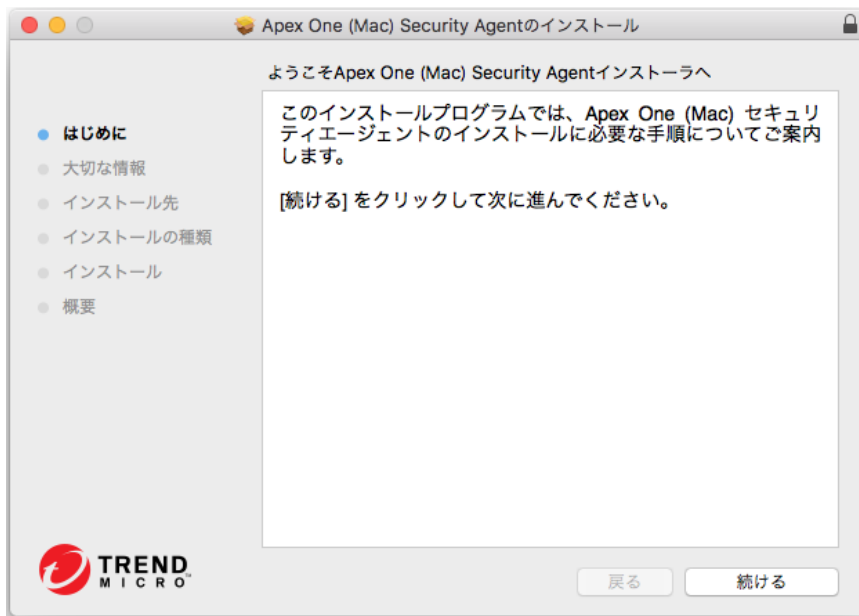 Apex One (Mac) Security Agentのインストール
ようこそApex One (Mac) Security Agentインストーラへ
はじめに
大切な情報
インストール先
インストールの種類
インストール
概要
このインストールプログラムでは、Apex One (Mac) セキュリ
ティエージェントのインストールに必要な手順についてご案内
します。
[続ける] をクリックして次に進んでください。
TREND
MICRO™
戻る
続ける